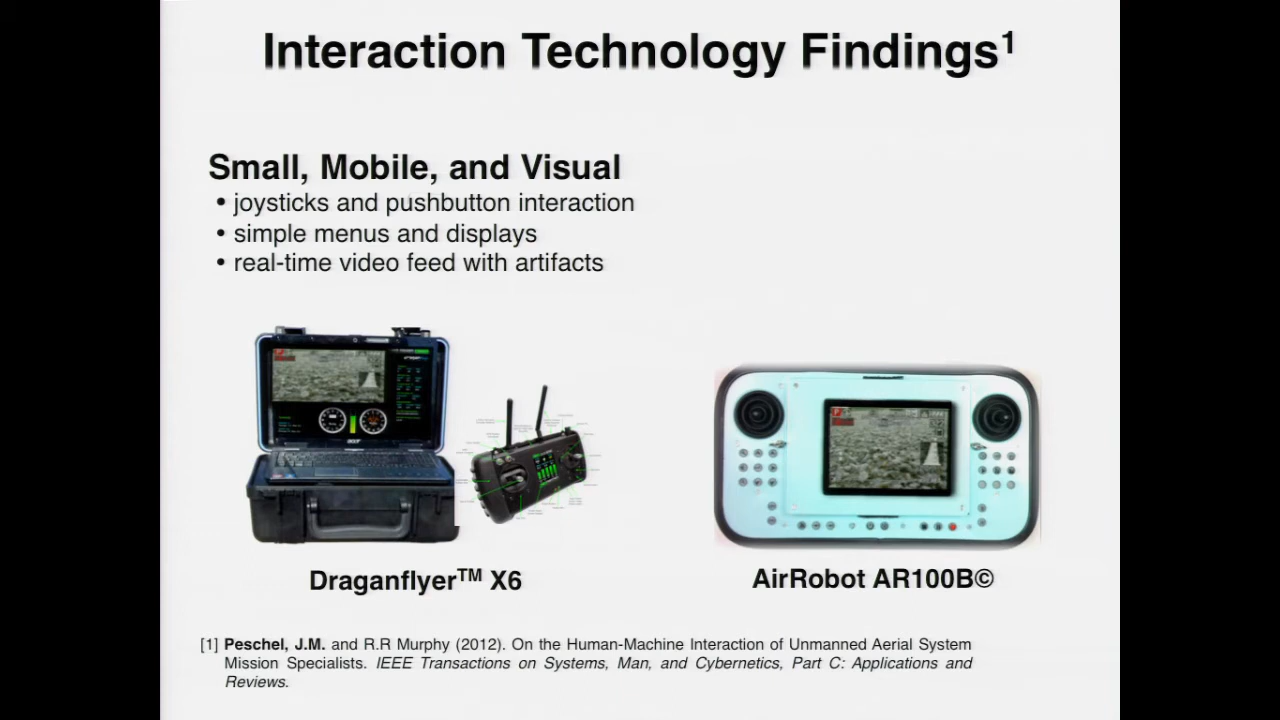 Interaction Technology Findings¹
Small, Mobile, and Visual
• joysticks and pushbutton interaction
• simple menus and displays
• real-time video feed with artifacts
acer
Draganflyer™ X6
AirRobot AR100B©
[1] Peschel, J.M. and R.R Murphy (2012). On the Human-Machine Interaction of Unmanned Aerial System
Mission Specialists. IEEE Transactions on Systems, Man, and Cybernetics, Part C: Applications and
Reviews.